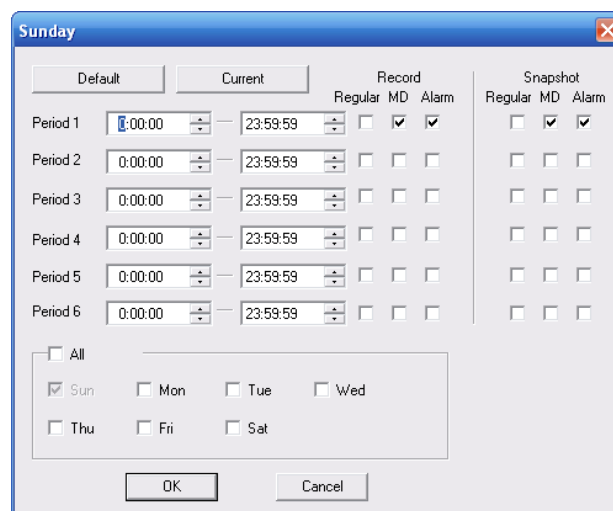 Sunday
Default Current Record Snapshot
Regular MD Alarm Regular MD Alarm
Period 1 0:00:00 — 23:59:59
Period 2 0:00:00 — 23:59:59
Period 3 0:00:00 — 23:59:59
Period 4 0:00:00 — 23:59:59
Period 5 0:00:00 — 23:59:59
Period 6 0:00:00 — 23:59:59
All
Sun Mon Tue Wed
Thu Fri Sat
OK Cancel